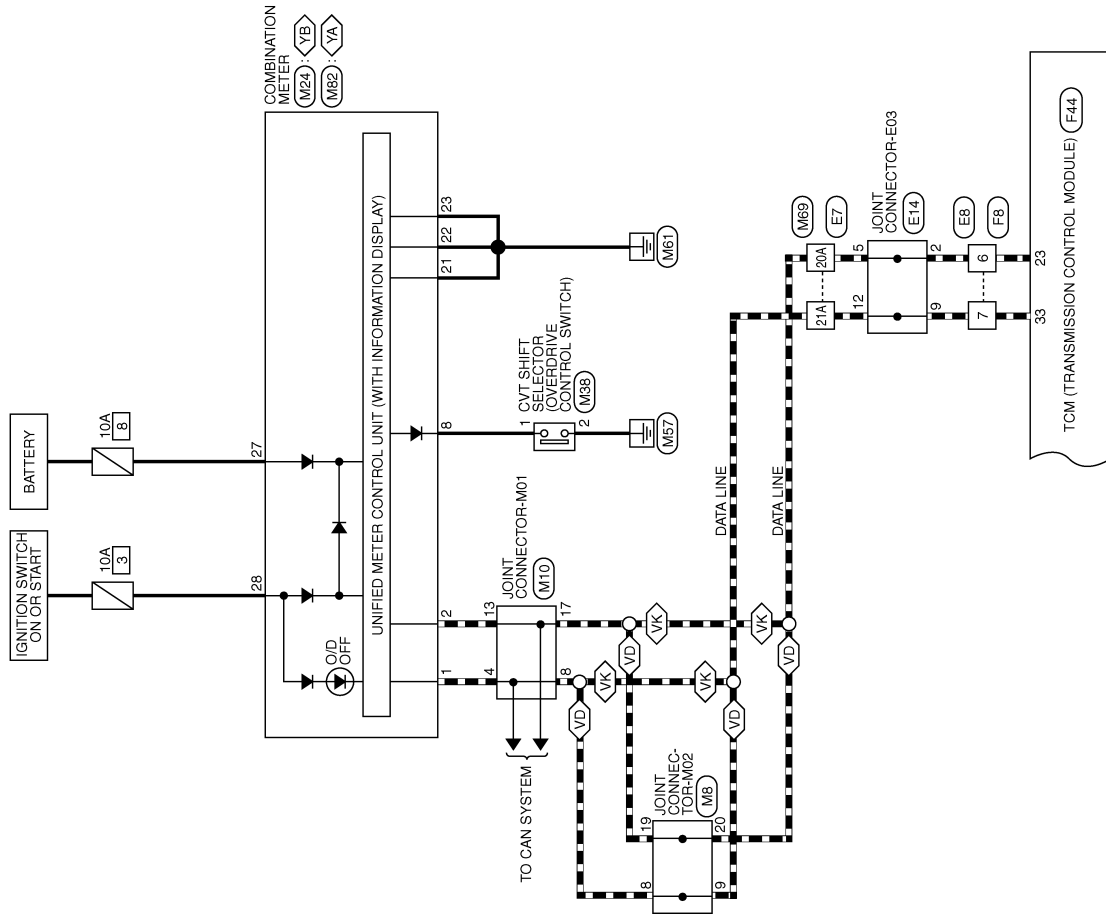 BATTERY
IGNITION SWITCH
ON OR START
10A
8
10A
3
27
28
COMBINATION
METER
M24 : YB
M82 : YA
O/D
OFF
UNIFIED METER CONTROL UNIT (WITH INFORMATION DISPLAY)
1
2
8
21
22
23
4
13
JOINT
CONNECTOR-M01
M10
8
17
TO CAN SYSTEM
1
CVT SHIFT
SELECTOR
(OVERDRIVE
CONTROL SWITCH)
M38
2
M57
M61
VD
VK
VD
VK
VK
VD
VK
VD
JOINT
CONNEC-
TOR-M02
M8
8
19
9
20
DATA LINE
DATA LINE
21A
20A
M69
E7
12
5
JOINT
CONNECTOR-E03
E14
9
2
7
6
E8
F8
33
23
TCM (TRANSMISSION CONTROL MODULE)
F44